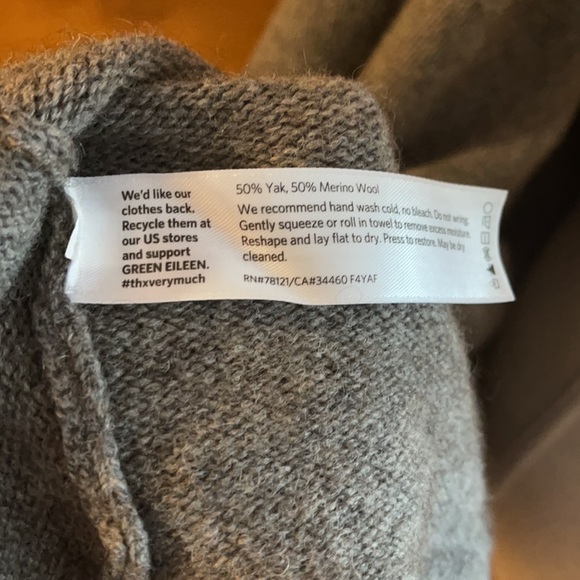 We'd like our
clothes back.
Recycle them at
our US stores
and support
GREEN EILEEN.
#thxverymuch
50% Yak, 50% Merino Wool
We recommend hand wash cold, no bleach. Do not wring.
Gently squeeze or roll in towel to remove excess moisture.
Reshape and lay flat to dry. Press to restore. May be dry
cleaned.
RN#78121/CA#34460 F4YAF